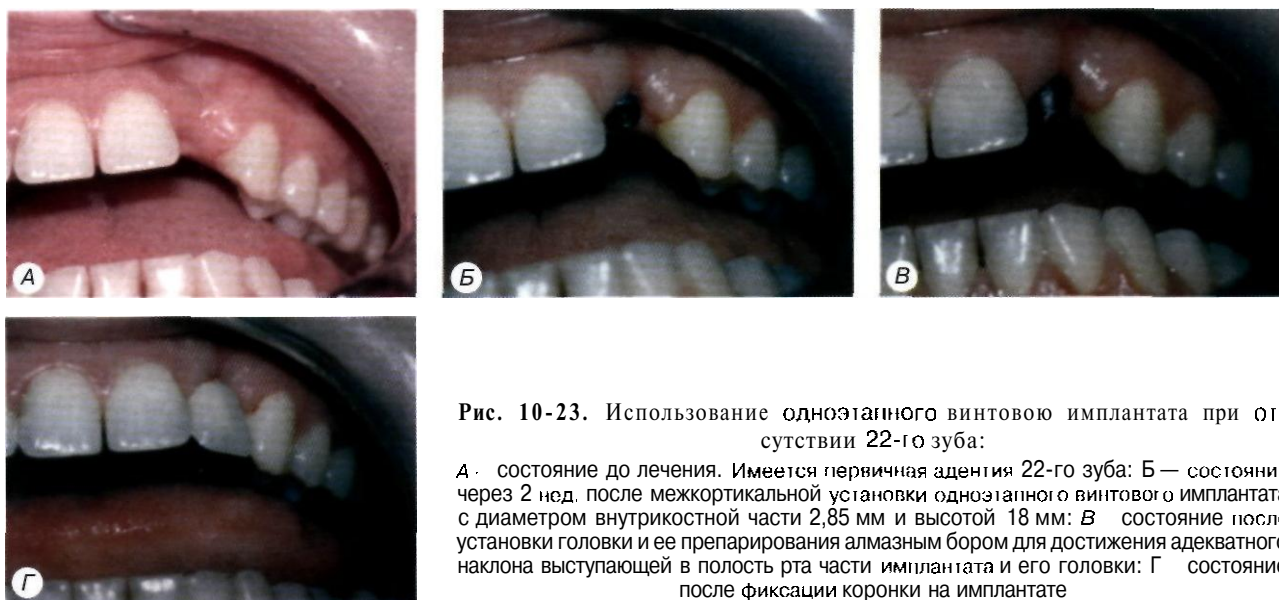 А
Б
В
Г
Рис. 10-23. Использование одноэтапного винтовою имплантата при от
сутствии 22-го зуба:
А · состояние до лечения. Имеется первичная адентия 22-го зуба: Б — состояни
через 2 нед. после межкортикальной установки одноэтапного винтового имплантата
с диаметром внутрикостной части 2,85 мм и высотой 18 мм: В состояние посл
установки головки и ее препарирования алмазным бором для достижения адекватного
наклона выступающей в полость рта части имплантата и его головки: Г состояние
после фиксации коронки на имплантате